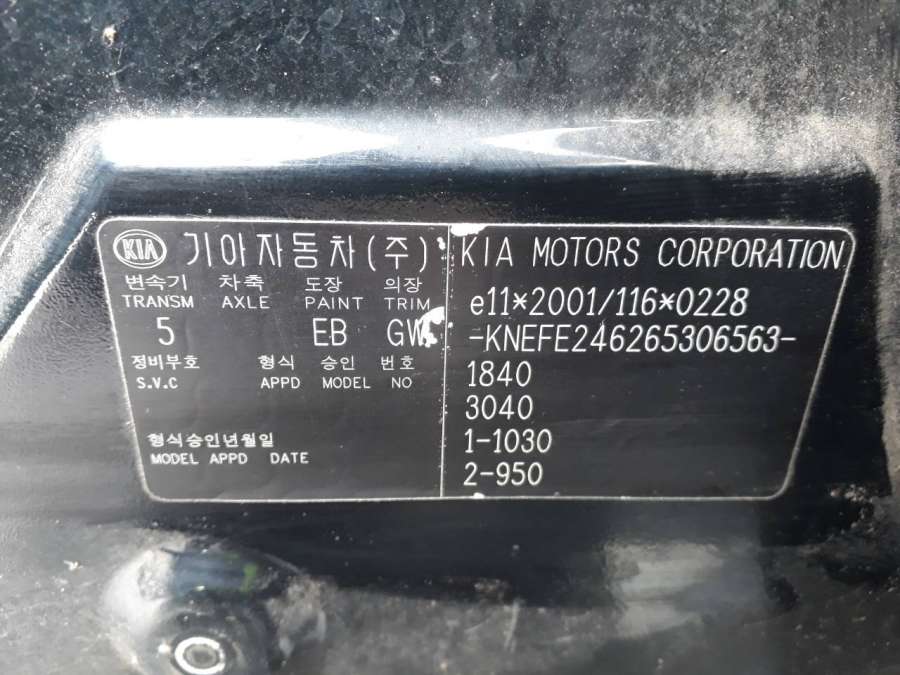 KIA 기아자동차(주)
변속기 차축 도장 의장
TRANSM AXLE PAINT TRIM
5 EB GW
정비부호 형식 승인 번호
S.V.C APPD MODEL NO
형식승인년월일
MODEL APPD DATE
KIA MOTORS CORPORATION
e11*2001/116*0228
-KNEFE246265306563-
1840
3040
1-1030
2-950